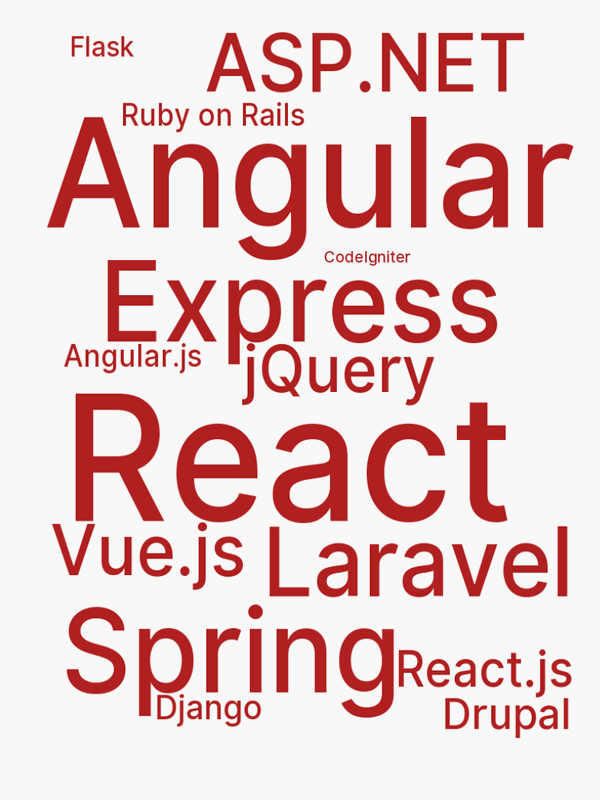 Flask
ASP.NET
Ruby on Rails
Angular
CodeIgniter
Express
Angular.js
jQuery
React
Vue.js
Laravel
Spring
React.js
Django
Drupal